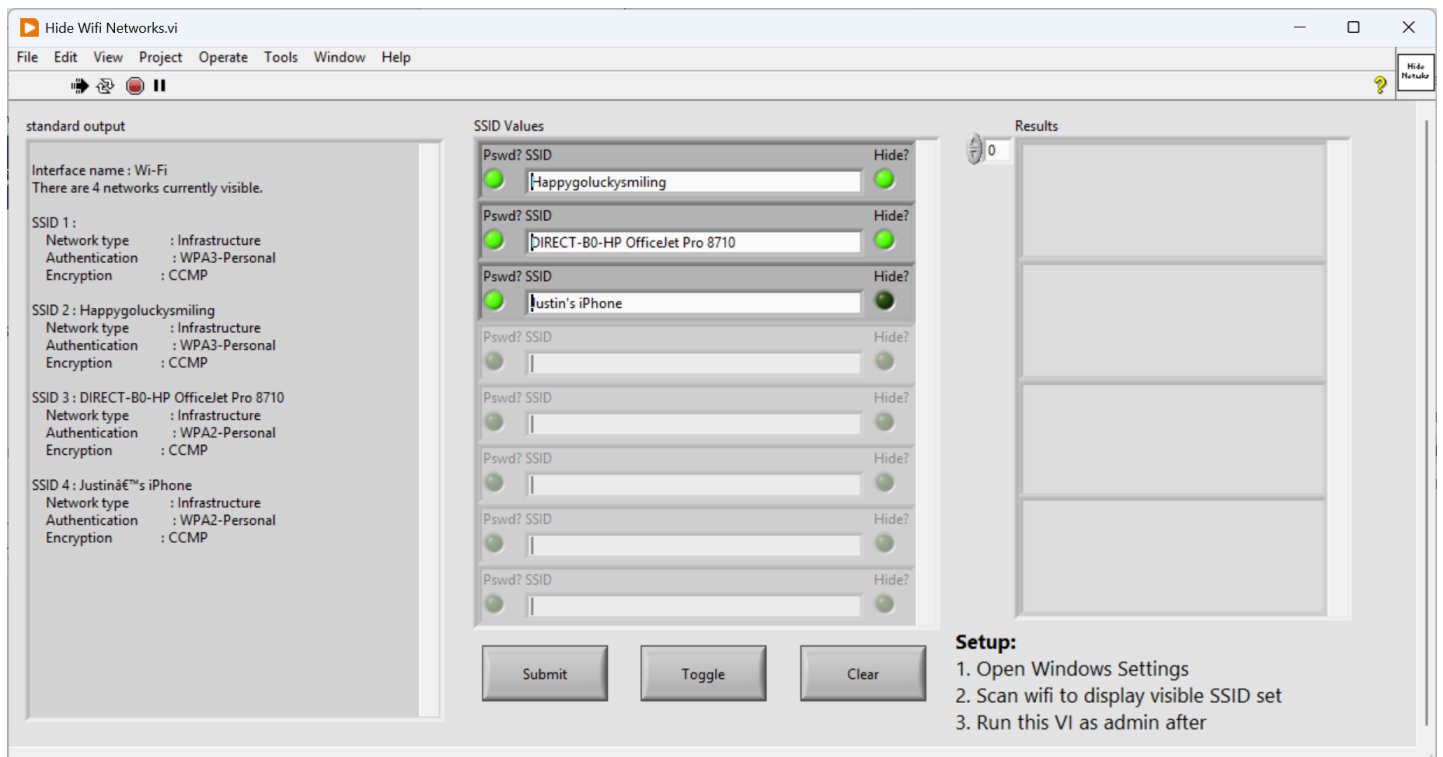 Hide Wifi Networks.vi
File Edit View Project Operate Tools Window Help
Hide
standard output
Interface name : Wi-Fi
There are 4 networks currently visible.
SSID 1 :
Network type : Infrastructure
Authentication : WPA3-Personal
Encryption : CCMP
SSID 2 : Happygoluckysmiling
Network type : Infrastructure
Authentication : WPA3-Personal
Encryption : CCMP
SSID 3 : DIRECT-B0-HP OfficeJet Pro 8710
Network type : Infrastructure
Authentication : WPA2-Personal
Encryption : CCMP
SSID 4 : Justinâ€™s iPhone
Network type : Infrastructure
Authentication : WPA2-Personal
Encryption : CCMP
SSID Values
Pswd? SSID Hide?
Happygoluckysmiling
Pswd? SSID Hide?
DIRECT-B0-HP OfficeJet Pro 8710
Pswd? SSID Hide?
Justin's iPhone
Pswd? SSID Hide?
Pswd? SSID Hide?
Pswd? SSID Hide?
Pswd? SSID Hide?
Pswd? SSID Hide?
Submit Toggle Clear
Results
0
Setup:
1. Open Windows Settings
2. Scan wifi to display visible SSID set
3. Run this VI as admin after